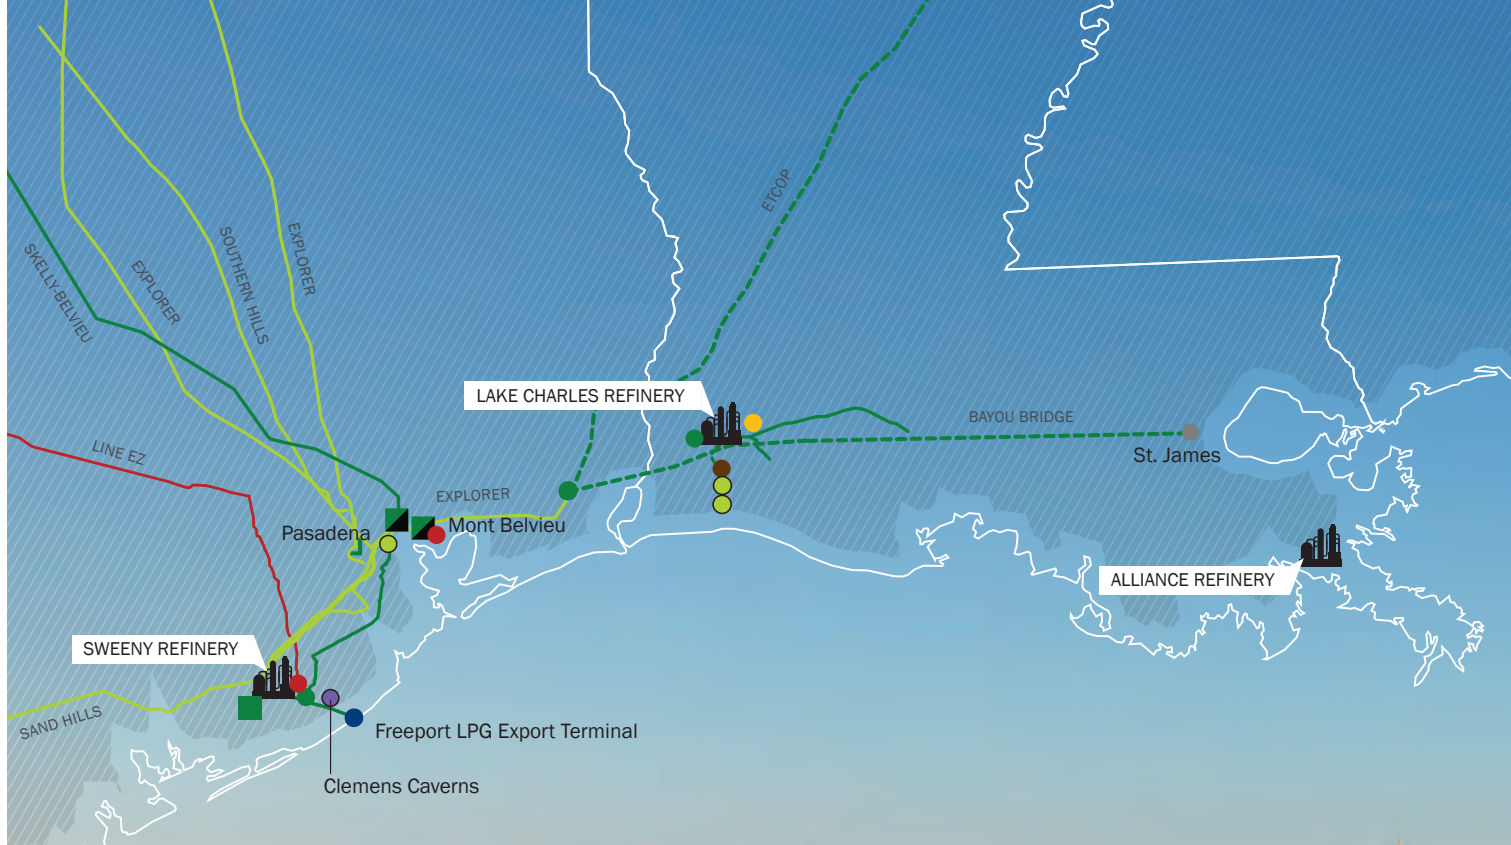 ETCOP
SKELLY-BELVIEU
EXPLORER
SOUTHERN HILLS
EXPLORER
LAKE CHARLES REFINERY
BAYOU BRIDGE
St. James
LINE EZ
EXPLORER
Pasadena
Mont Belvieu
ALLIANCE REFINERY
SWEENY REFINERY
SAND HILLS
Freeport LPG Export Terminal
Clemens Caverns